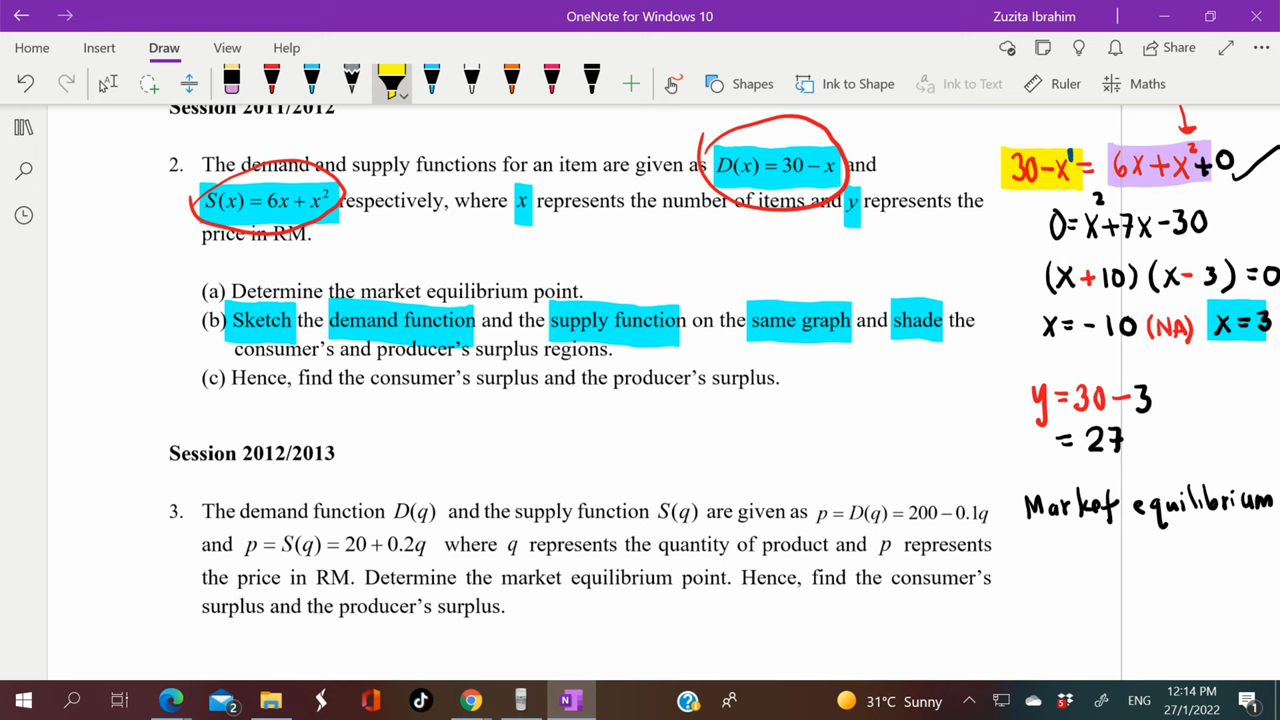 OneNote for Windows 10
Zuzita Ibrahim
Home Insert Draw View Help
Share
Shapes Ink to Shape Ink to Text Ruler Maths
Session 2011/2012
2. The demand and supply functions for an item are given as D(x) = 30 − x and
S(x) = 6x + x² respectively, where x represents the number of items and y represents the
price in RM.
(a) Determine the market equilibrium point.
(b) Sketch the demand function and the supply function on the same graph and shade the
consumer's and producer's surplus regions.
(c) Hence, find the consumer's surplus and the producer's surplus.
Session 2012/2013
3. The demand function D(q) and the supply function S(q) are given as p = D(q) = 200 − 0.1q
and p = S(q) = 20 + 0.2q where q represents the quantity of product and p represents
the price in RM. Determine the market equilibrium point. Hence, find the consumer's
surplus and the producer's surplus.
30 − x¹ = 6x + x² + 0
0 = x² + 7x − 30
(x + 10) (x − 3) = 0
x = − 10 (NA) x = 3
y = 30 − 3
= 27
Market equilibrium
2
31°C Sunny
ENG
12:14 PM
27/1/2022
1